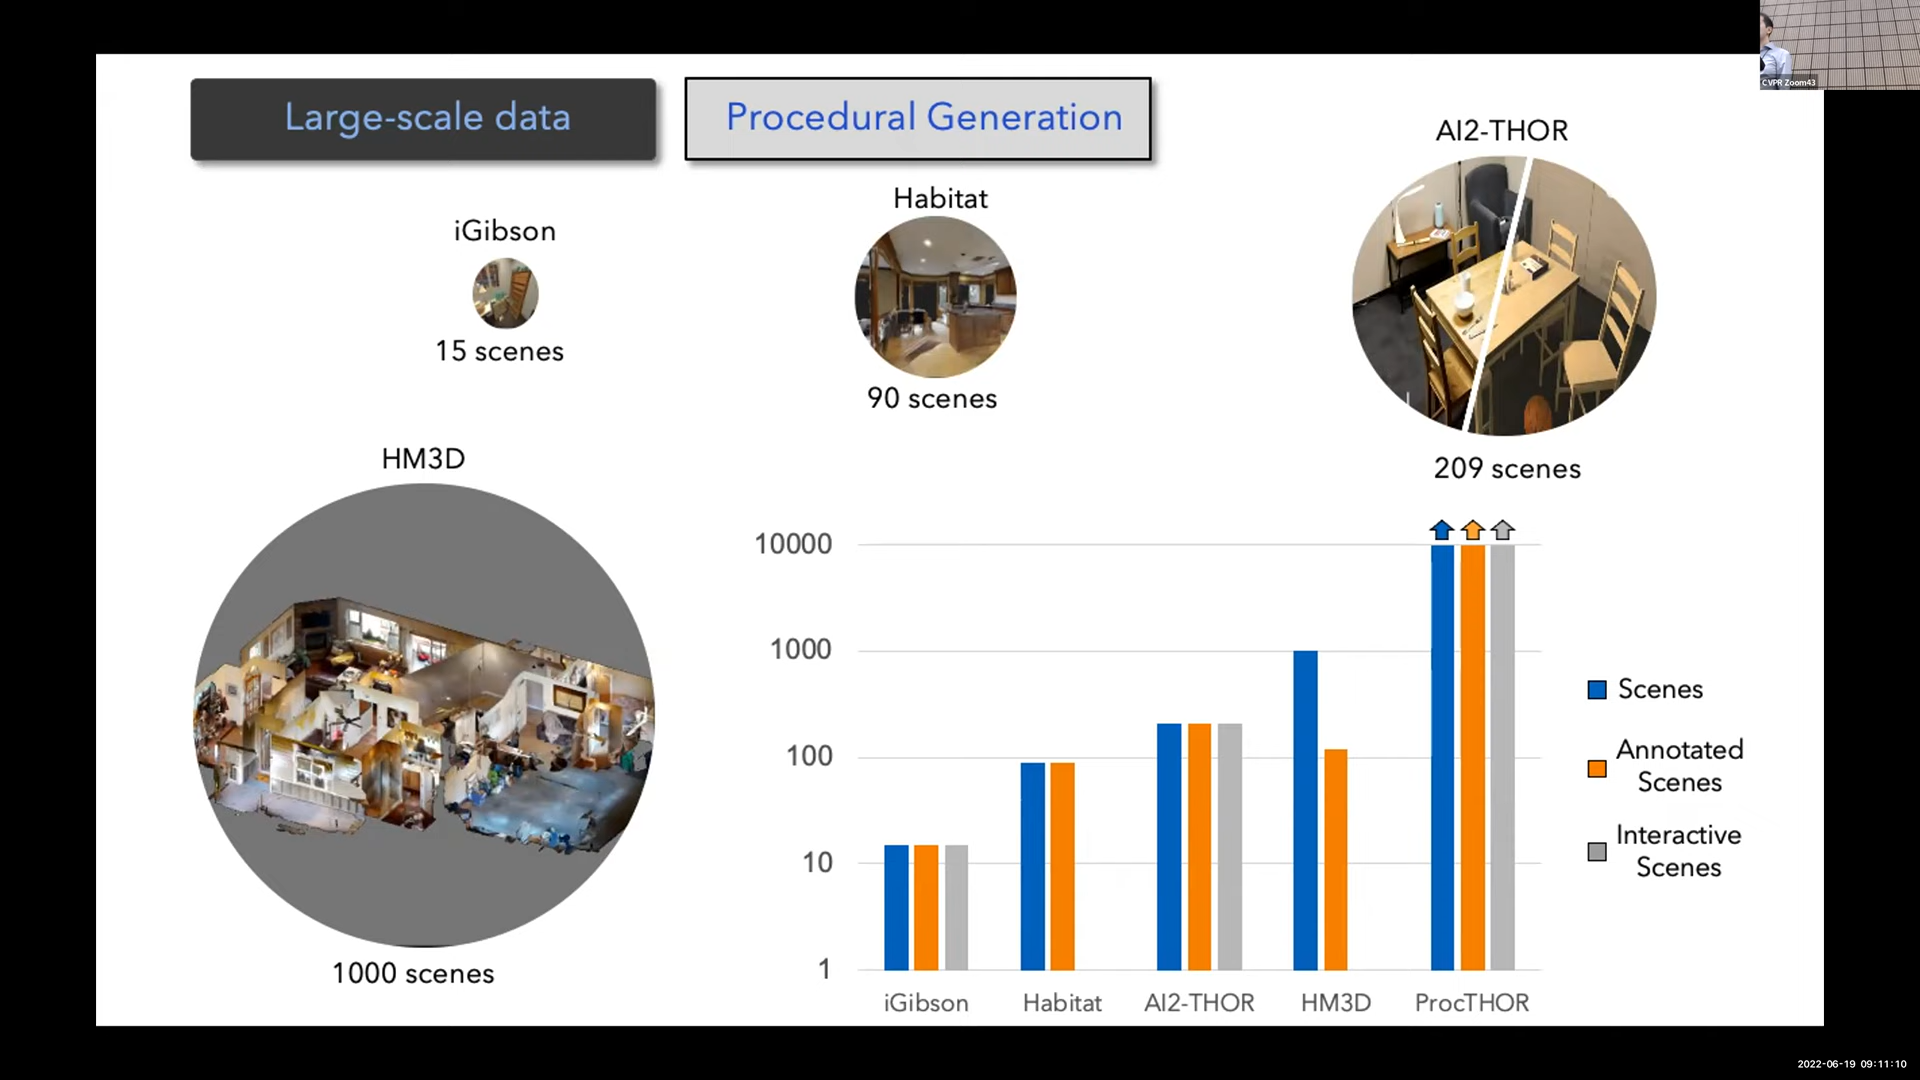 Large-scale data
Procedural Generation
CVPR Zoom43
AI2-THOR
Habitat
iGibson
15 scenes
90 scenes
209 scenes
HM3D
1000 scenes
10000
1000
100
10
1
iGibson
Habitat
AI2-THOR
HM3D
ProcTHOR
Scenes
Annotated
Scenes
Interactive
Scenes
2022-06-19 09:11:10